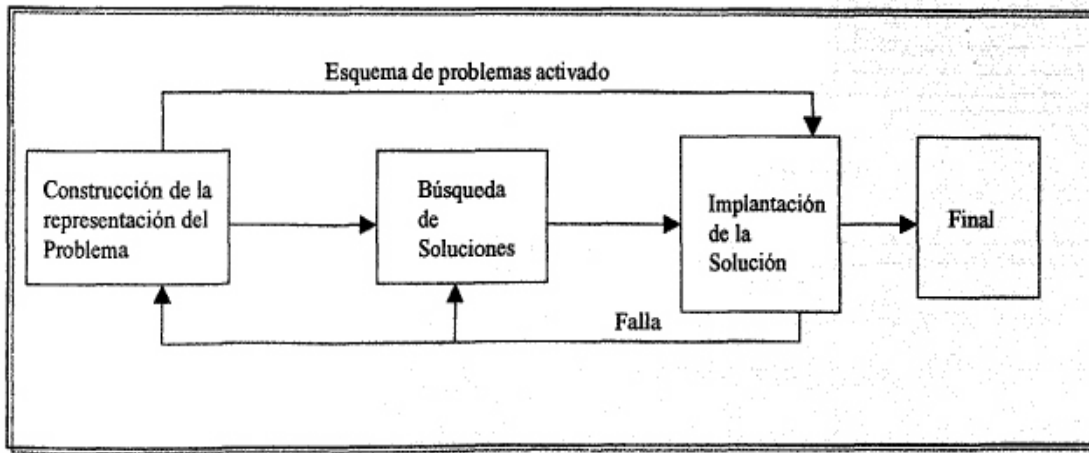 Esquema de problemas activado
Construcción de la
representación del
Problema
Búsqueda
de
Soluciones
Implantación
de la
Solución
Final
Falla